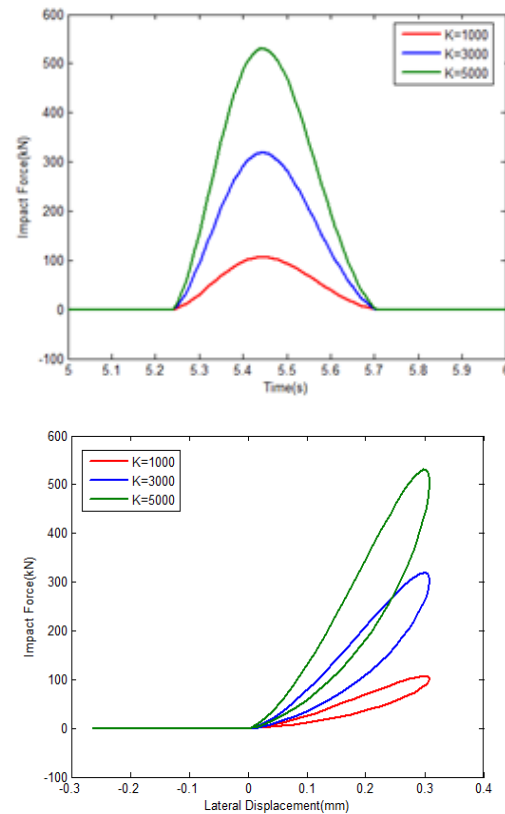 600
500
400
300
200
100
0
-100
Impact Force(kN)
K=1000
K=3000
K=5000
5 5.1 5.2 5.3 5.4 5.5 5.6 5.7 5.8 5.9 6
Time(s)
600
500
400
300
200
100
0
-100
Impact Force(kN)
K=1000
K=3000
K=5000
-0.3 -0.2 -0.1 0 0.1 0.2 0.3 0.4
Lateral Displacement(mm)